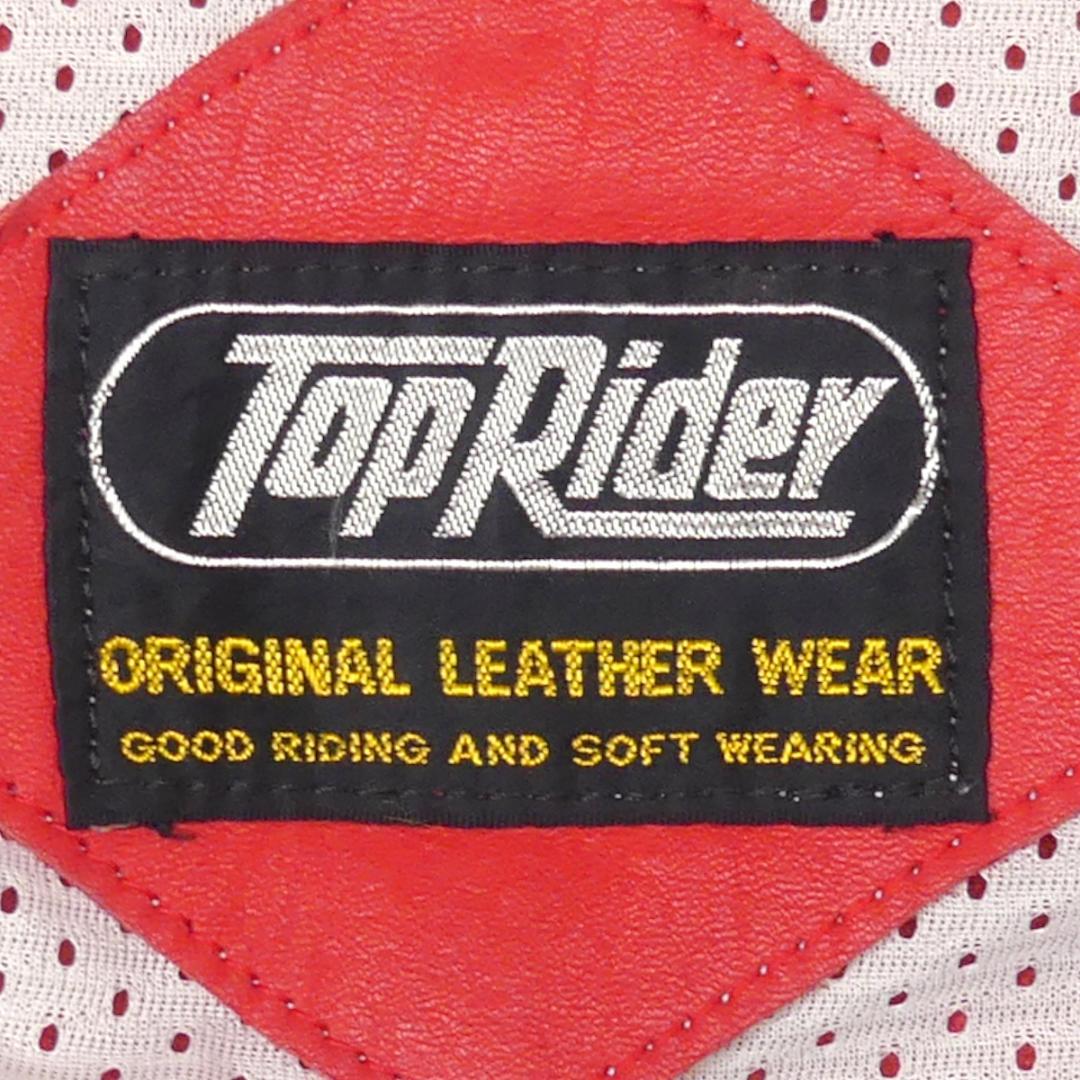 TopRider
ORIGINAL LEATHER WEAR
GOOD RIDING AND SOFT WEARING